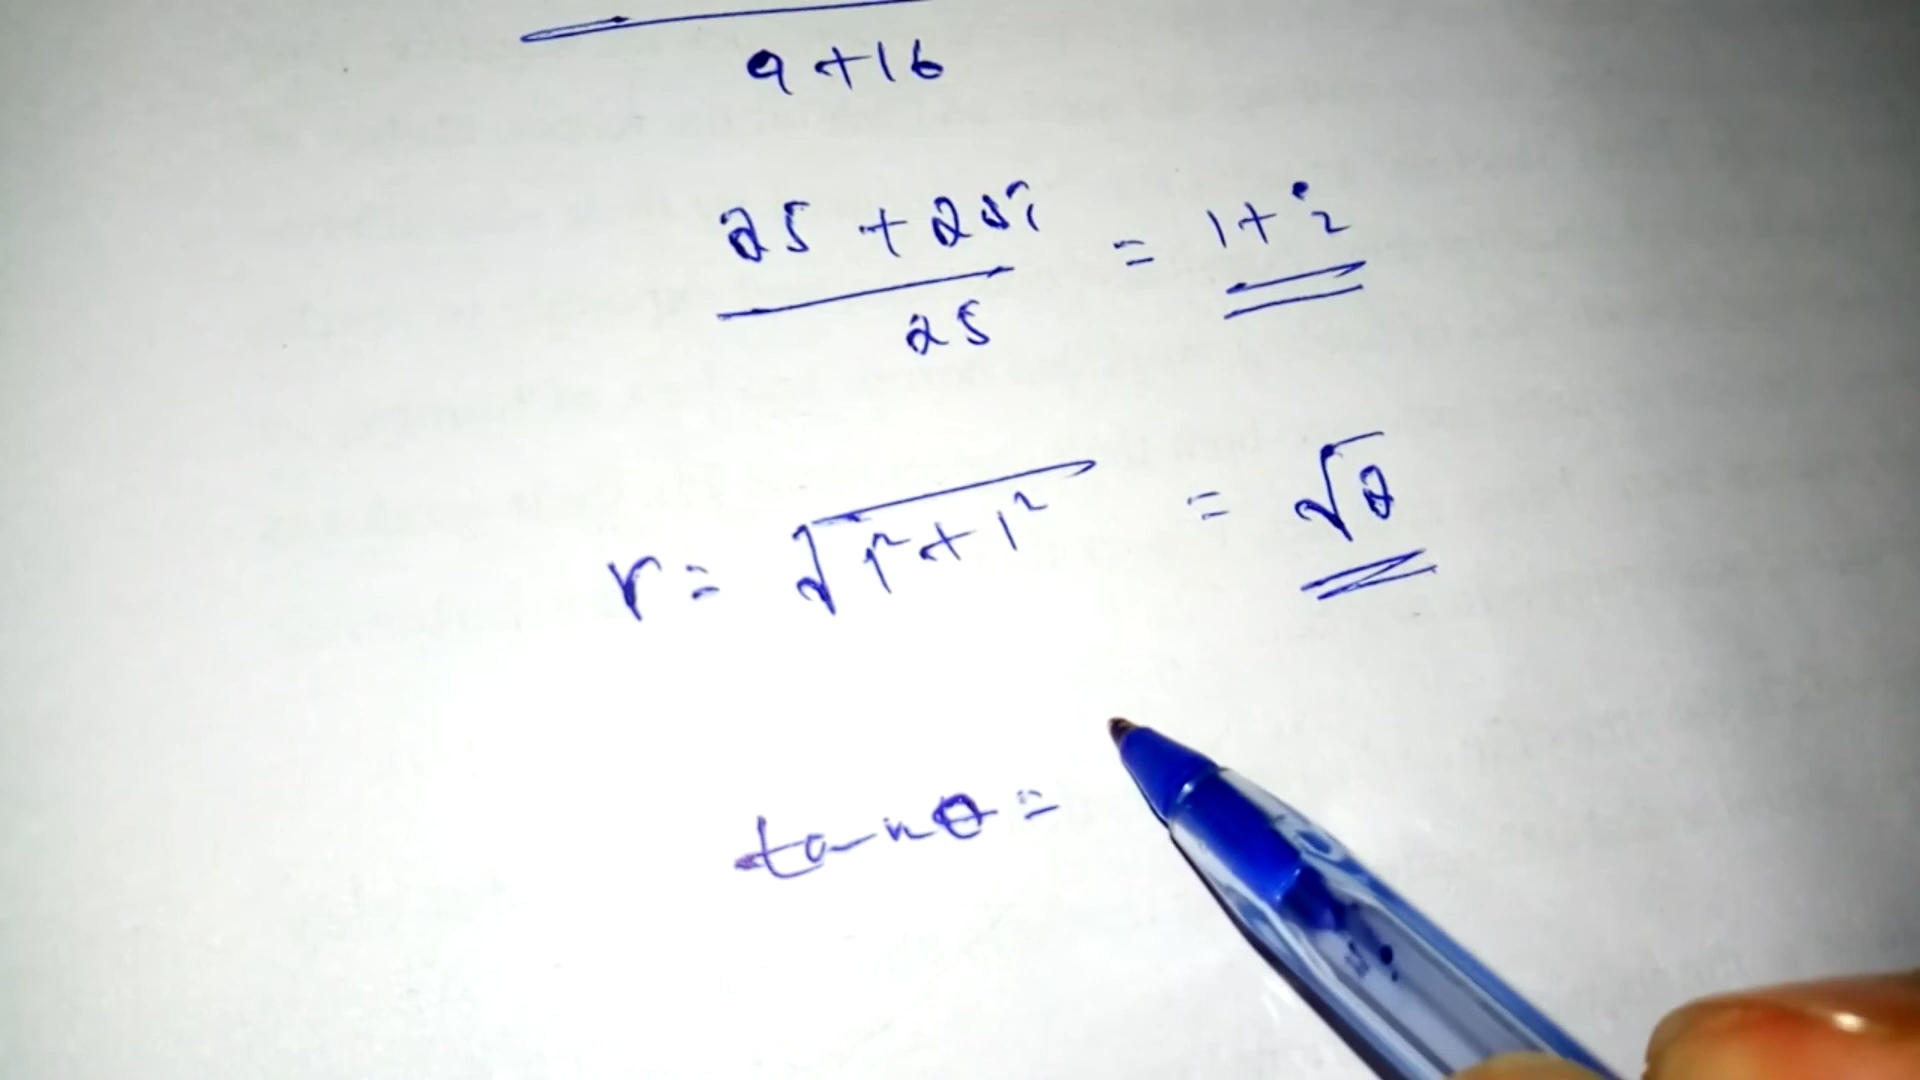 9+16
25+25i
25
= 1+i
r = √1²+1² = √2
tanθ =